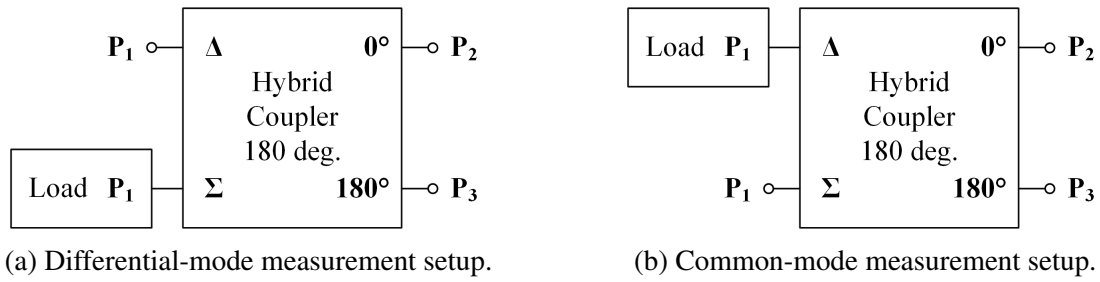 P₁ Δ 0° P₂
Hybrid
Coupler
180 deg.
Load P₁ Σ 180° P₃
(a) Differential-mode measurement setup.
Load P₁ Δ 0° P₂
Hybrid
Coupler
180 deg.
P₁ Σ 180° P₃
(b) Common-mode measurement setup.